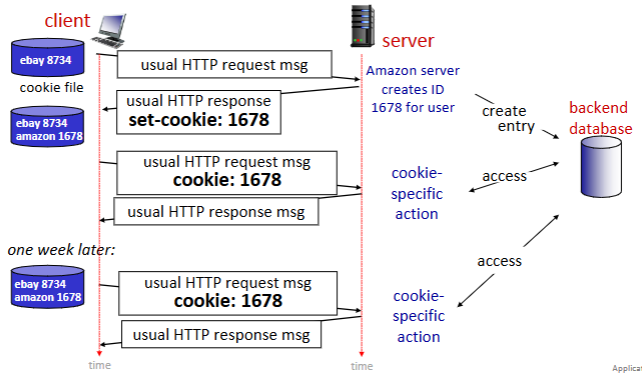 client
server
ebay 8734
cookie file
usual HTTP request msg
Amazon server
creates ID
1678 for user
usual HTTP response
set-cookie: 1678
ebay 8734
amazon 1678
create
entry
backend
database
usual HTTP request msg
cookie: 1678
cookie-
specific
action
access
usual HTTP response msg
one week later:
access
ebay 8734
amazon 1678
usual HTTP request msg
cookie: 1678
cookie-
specific
action
usual HTTP response msg
time
time
Applicat